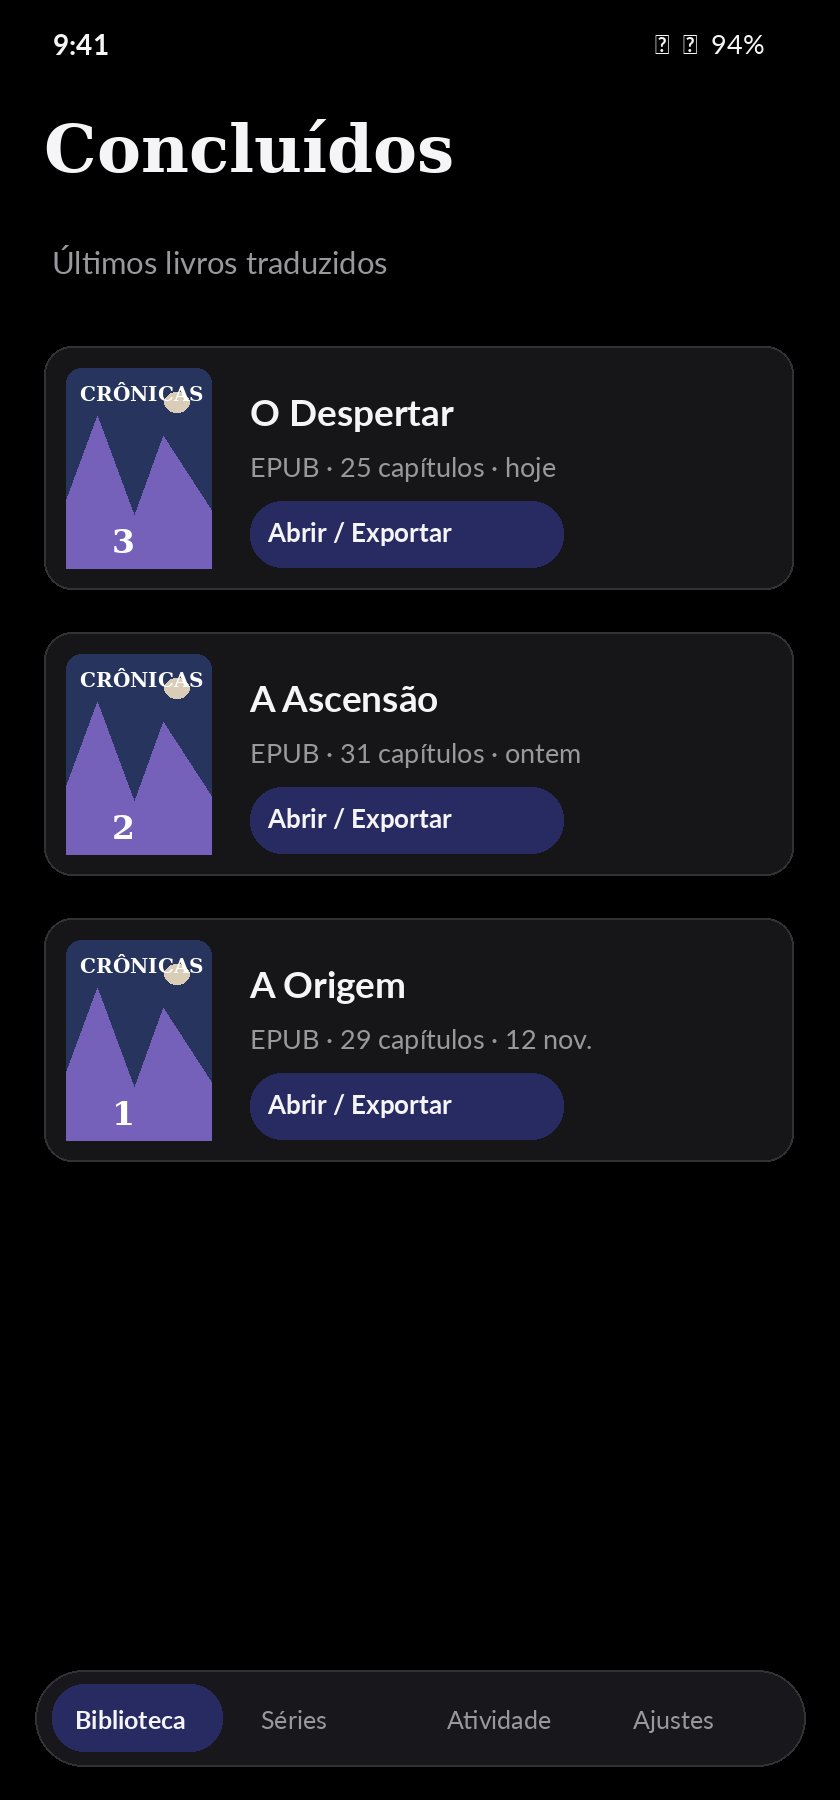 9:41 94%
Concluídos
Últimos livros traduzidos
CRÔNICAS
3
O Despertar
EPUB · 25 capítulos · hoje
Abrir / Exportar
CRÔNICAS
2
A Ascensão
EPUB · 31 capítulos · ontem
Abrir / Exportar
CRÔNICAS
1
A Origem
EPUB · 29 capítulos · 12 nov.
Abrir / Exportar
Biblioteca Séries Atividade Ajustes